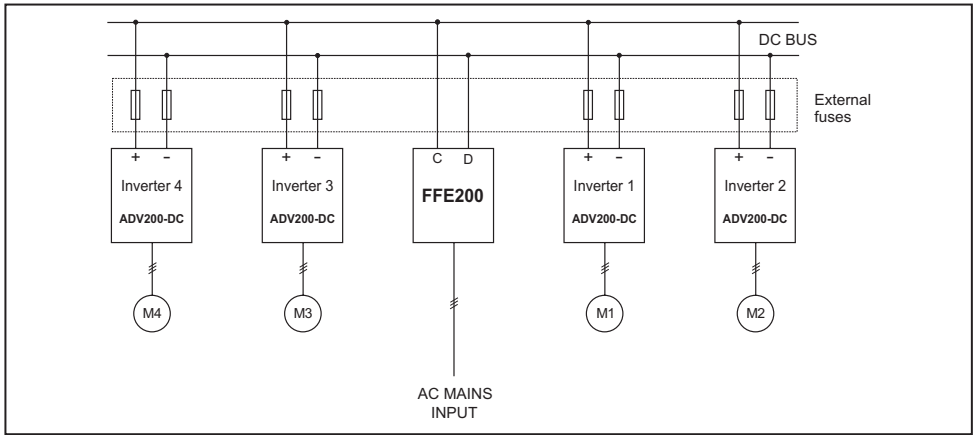 DC BUS
External
fuses
+ − + − C D + − + −
Inverter 4 Inverter 3 FFE200 Inverter 1 Inverter 2
ADV200-DC ADV200-DC ADV200-DC ADV200-DC
M4 M3 M1 M2
AC MAINS
INPUT